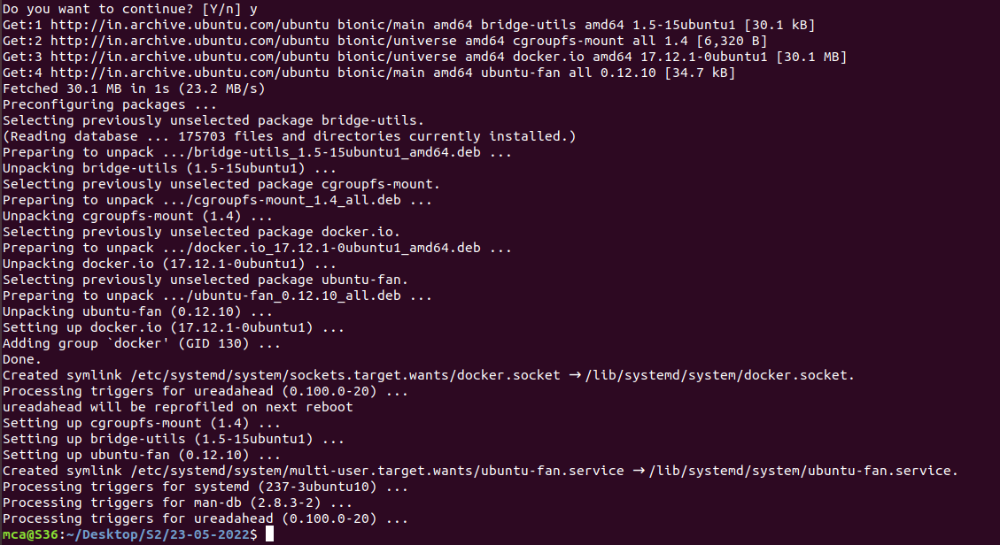 Do you want to continue? [Y/n] y
Get:1 http://in.archive.ubuntu.com/ubuntu bionic/main amd64 bridge-utils amd64 1.5-15ubuntu1 [30.1 kB]
Get:2 http://in.archive.ubuntu.com/ubuntu bionic/universe amd64 cgroupfs-mount all 1.4 [6,320 B]
Get:3 http://in.archive.ubuntu.com/ubuntu bionic/universe amd64 docker.io amd64 17.12.1-0ubuntu1 [30.1 MB]
Get:4 http://in.archive.ubuntu.com/ubuntu bionic/main amd64 ubuntu-fan all 0.12.10 [34.7 kB]
Fetched 30.1 MB in 1s (23.2 MB/s)
Preconfiguring packages ...
Selecting previously unselected package bridge-utils.
(Reading database ... 175703 files and directories currently installed.)
Preparing to unpack .../bridge-utils_1.5-15ubuntu1_amd64.deb ...
Unpacking bridge-utils (1.5-15ubuntu1) ...
Selecting previously unselected package cgroupfs-mount.
Preparing to unpack .../cgroupfs-mount_1.4_all.deb ...
Unpacking cgroupfs-mount (1.4) ...
Selecting previously unselected package docker.io.
Preparing to unpack .../docker.io_17.12.1-0ubuntu1_amd64.deb ...
Unpacking docker.io (17.12.1-0ubuntu1) ...
Selecting previously unselected package ubuntu-fan.
Preparing to unpack .../ubuntu-fan_0.12.10_all.deb ...
Unpacking ubuntu-fan (0.12.10) ...
Setting up docker.io (17.12.1-0ubuntu1) ...
Adding group `docker' (GID 130) ...
Done.
Created symlink /etc/systemd/system/sockets.target.wants/docker.socket → /lib/systemd/system/docker.socket.
Processing triggers for ureadahead (0.100.0-20) ...
ureadahead will be reprofiled on next reboot
Setting up cgroupfs-mount (1.4) ...
Setting up bridge-utils (1.5-15ubuntu1) ...
Setting up ubuntu-fan (0.12.10) ...
Created symlink /etc/systemd/system/multi-user.target.wants/ubuntu-fan.service → /lib/systemd/system/ubuntu-fan.service.
Processing triggers for systemd (237-3ubuntu10) ...
Processing triggers for man-db (2.8.3-2) ...
Processing triggers for ureadahead (0.100.0-20) ...
mca@S36:~/Desktop/S2/23-05-2022$